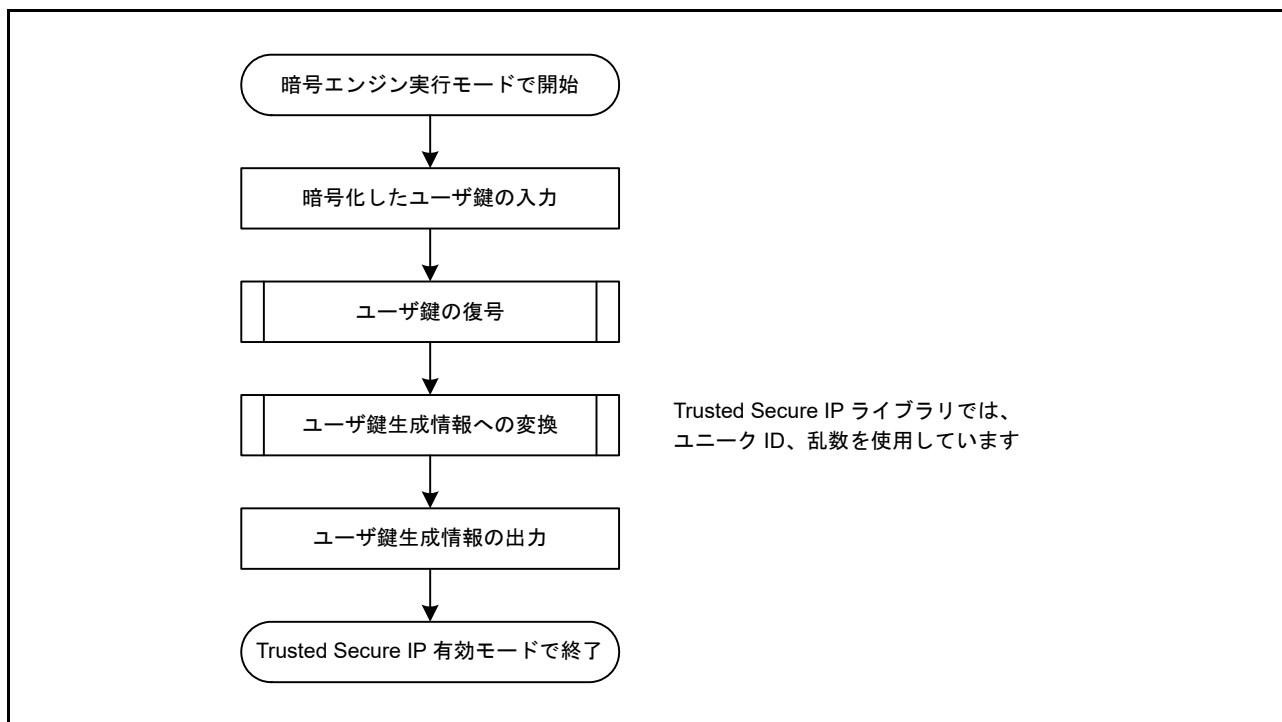 暗号エンジン実行モードで開始
暗号化したユーザ鍵の入力
ユーザ鍵の復号
ユーザ鍵生成情報への変換
Trusted Secure IP ライブラリでは、
ユニーク ID、乱数を使用しています
ユーザ鍵生成情報の出力
Trusted Secure IP 有効モードで終了